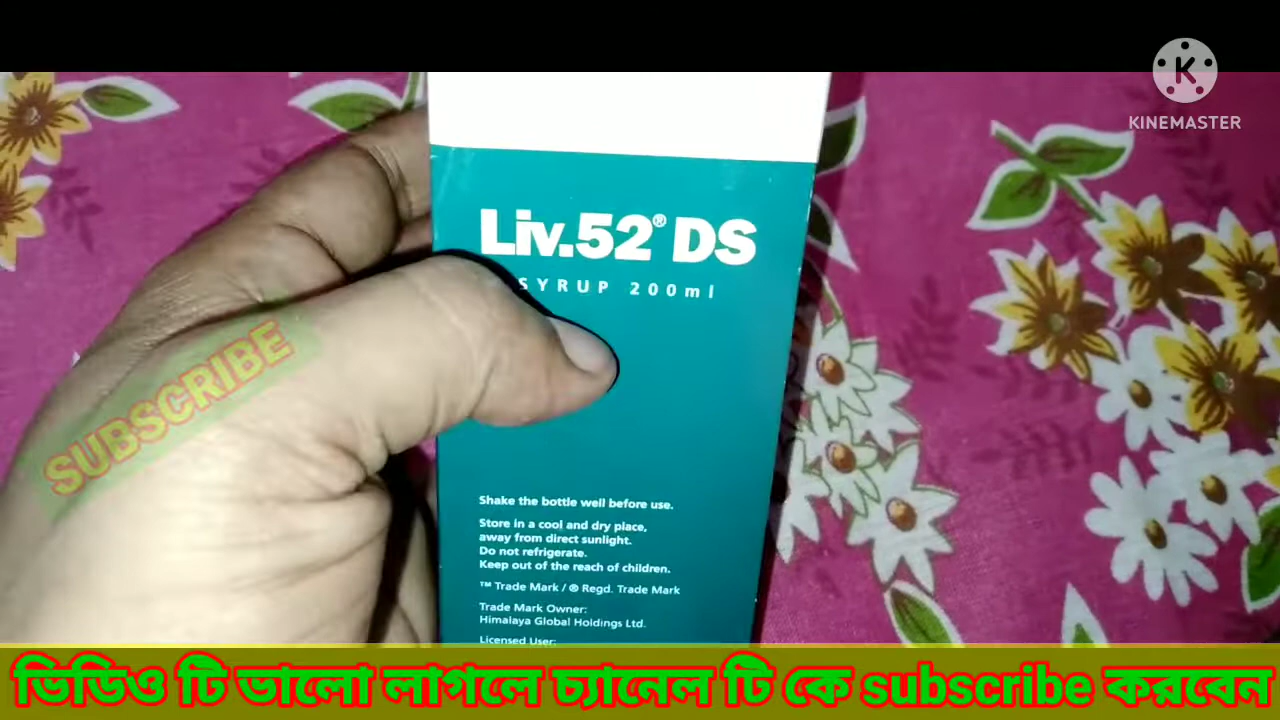 KINEMASTER
Liv.52® DS
SYRUP 200ml
SUBSCRIBE
Shake the bottle well before use.
Store in a cool and dry place,
away from direct sunlight.
Do not refrigerate.
Keep out of the reach of children.
™ Trade Mark / ® Regd. Trade Mark
Trade Mark Owner:
Himalaya Global Holdings Ltd.
Licensed User:
ভিডিও টি ভালো লাগলে চ্যানেল টি কে subscribe করবেন